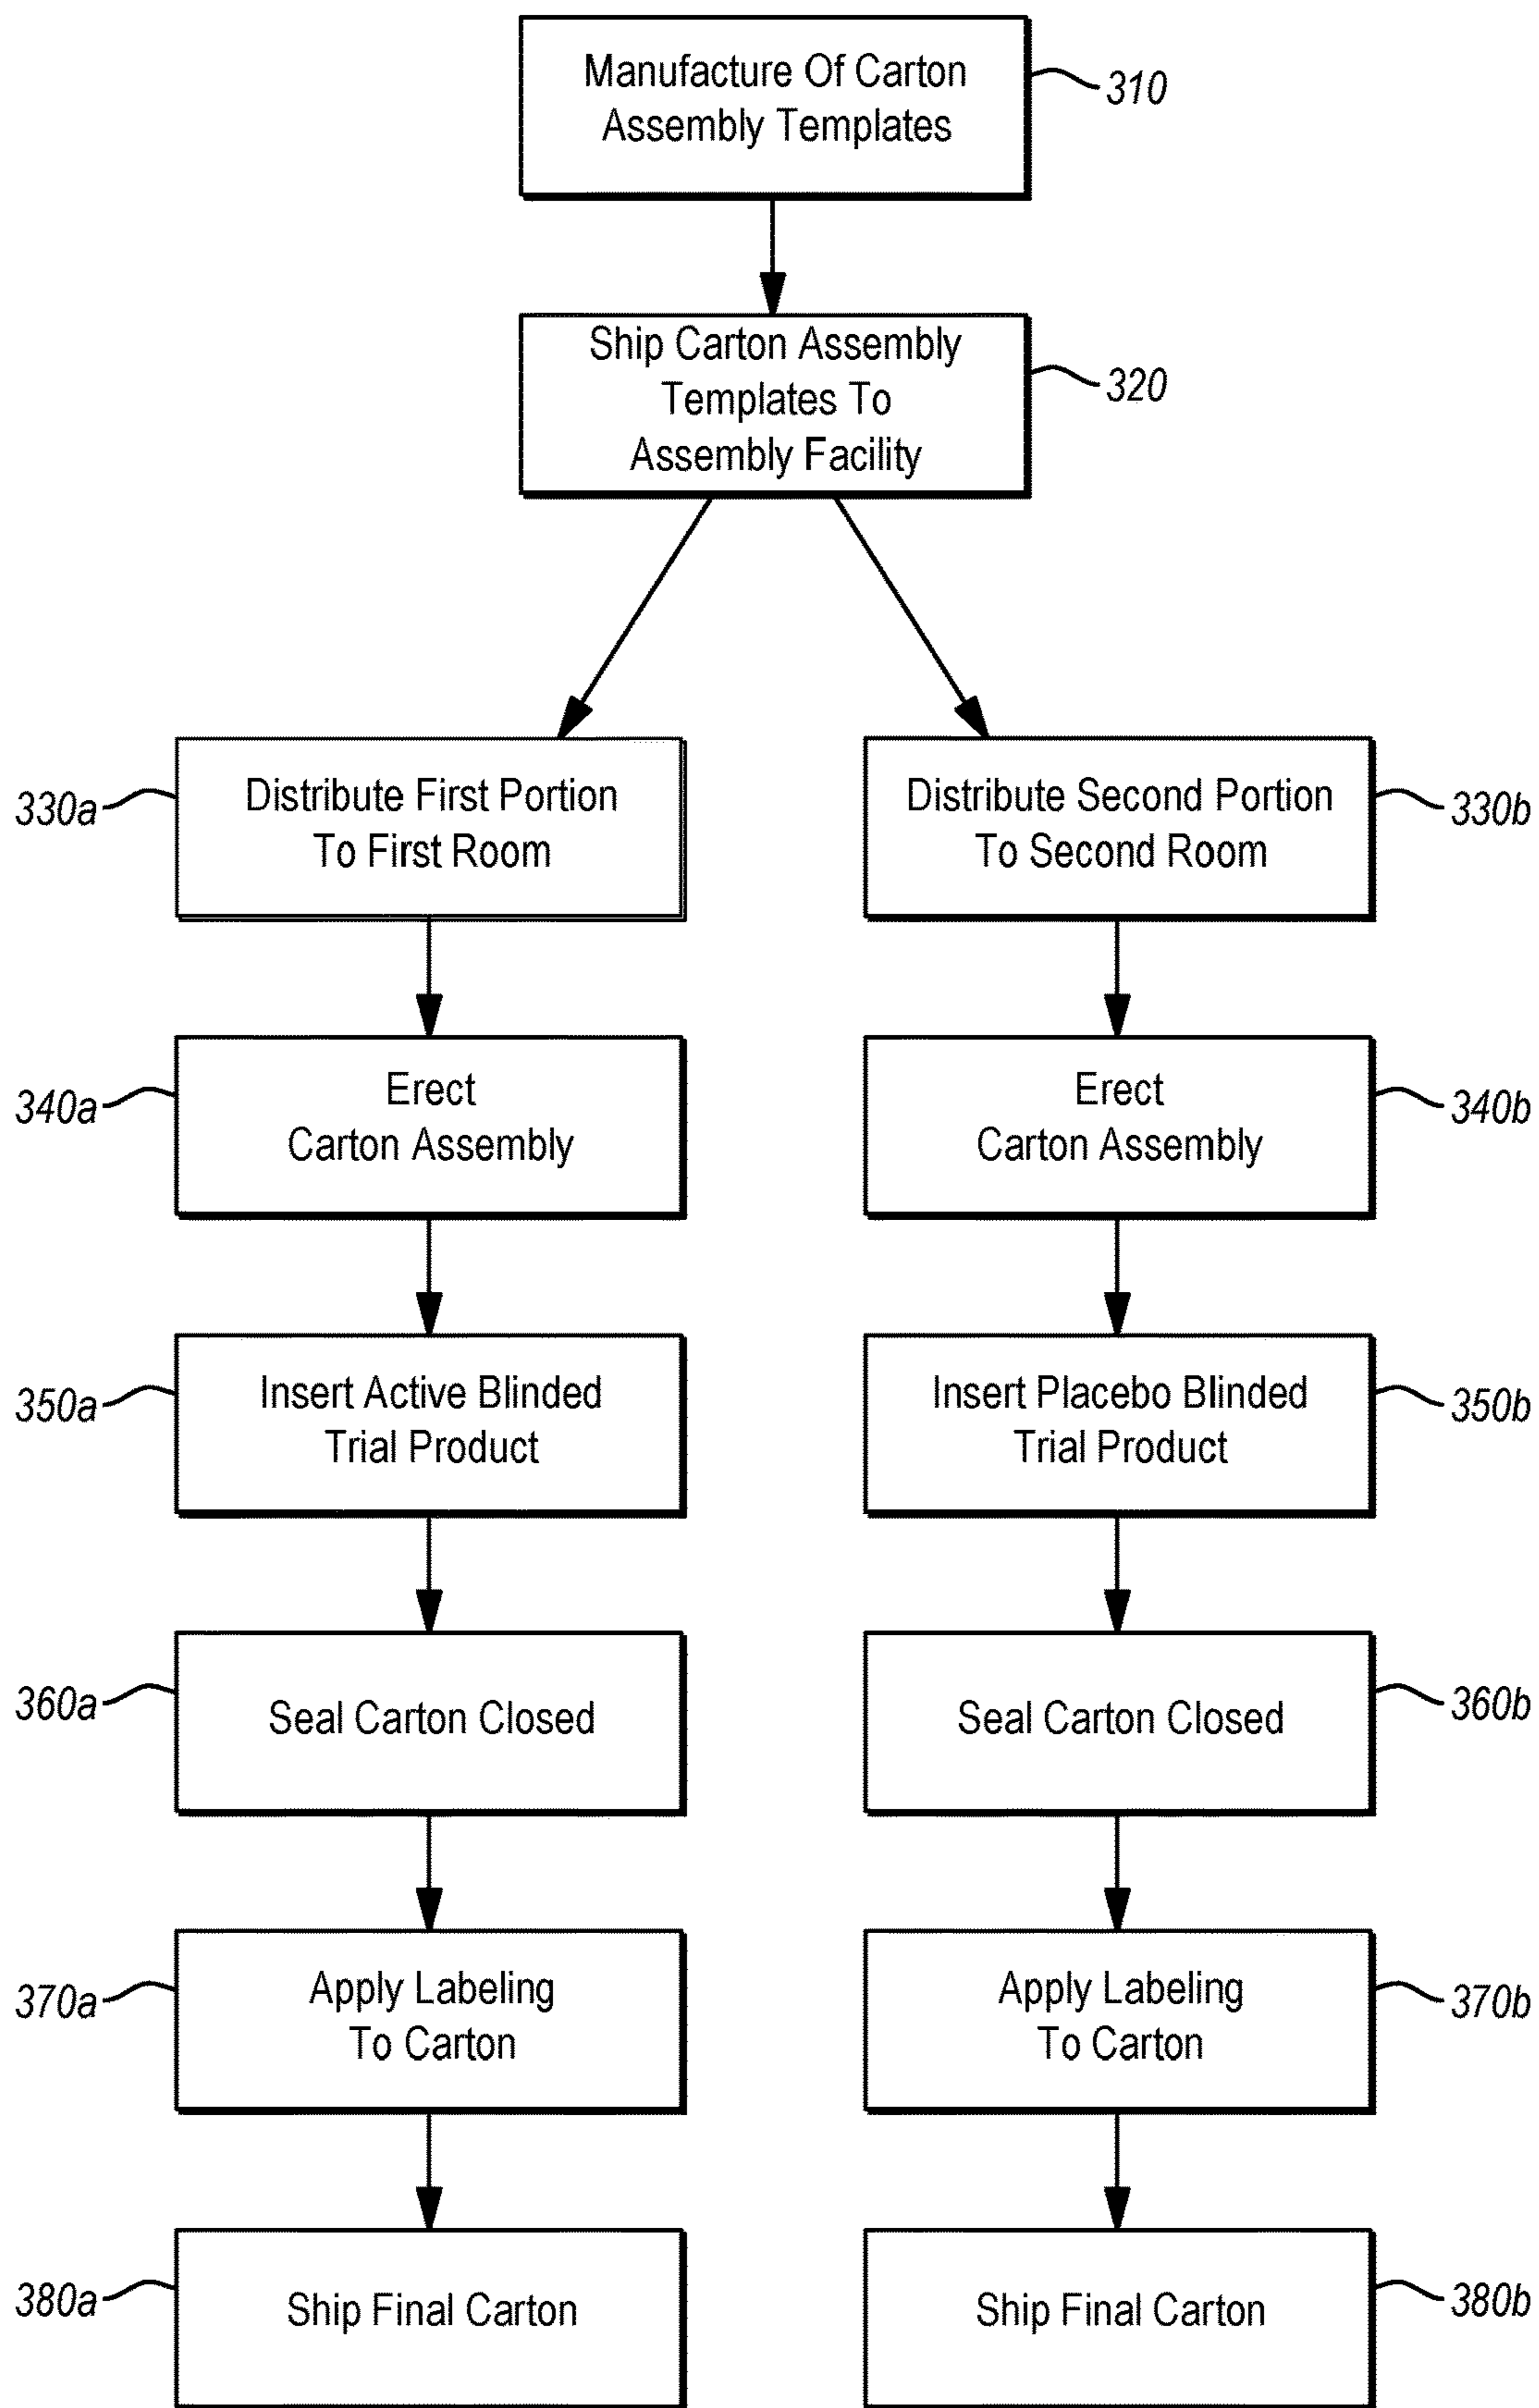 Manufacture Of Carton
Assembly Templates
310
Ship Carton Assembly
Templates To
Assembly Facility
320
330a
Distribute First Portion
To First Room
Distribute Second Portion
To Second Room
330b
340a
Erect
Carton Assembly
Erect
Carton Assembly
340b
350a
Insert Active Blinded
Trial Product
Insert Placebo Blinded
Trial Product
350b
360a
Seal Carton Closed
Seal Carton Closed
360b
370a
Apply Labeling
To Carton
Apply Labeling
To Carton
370b
380a
Ship Final Carton
Ship Final Carton
380b